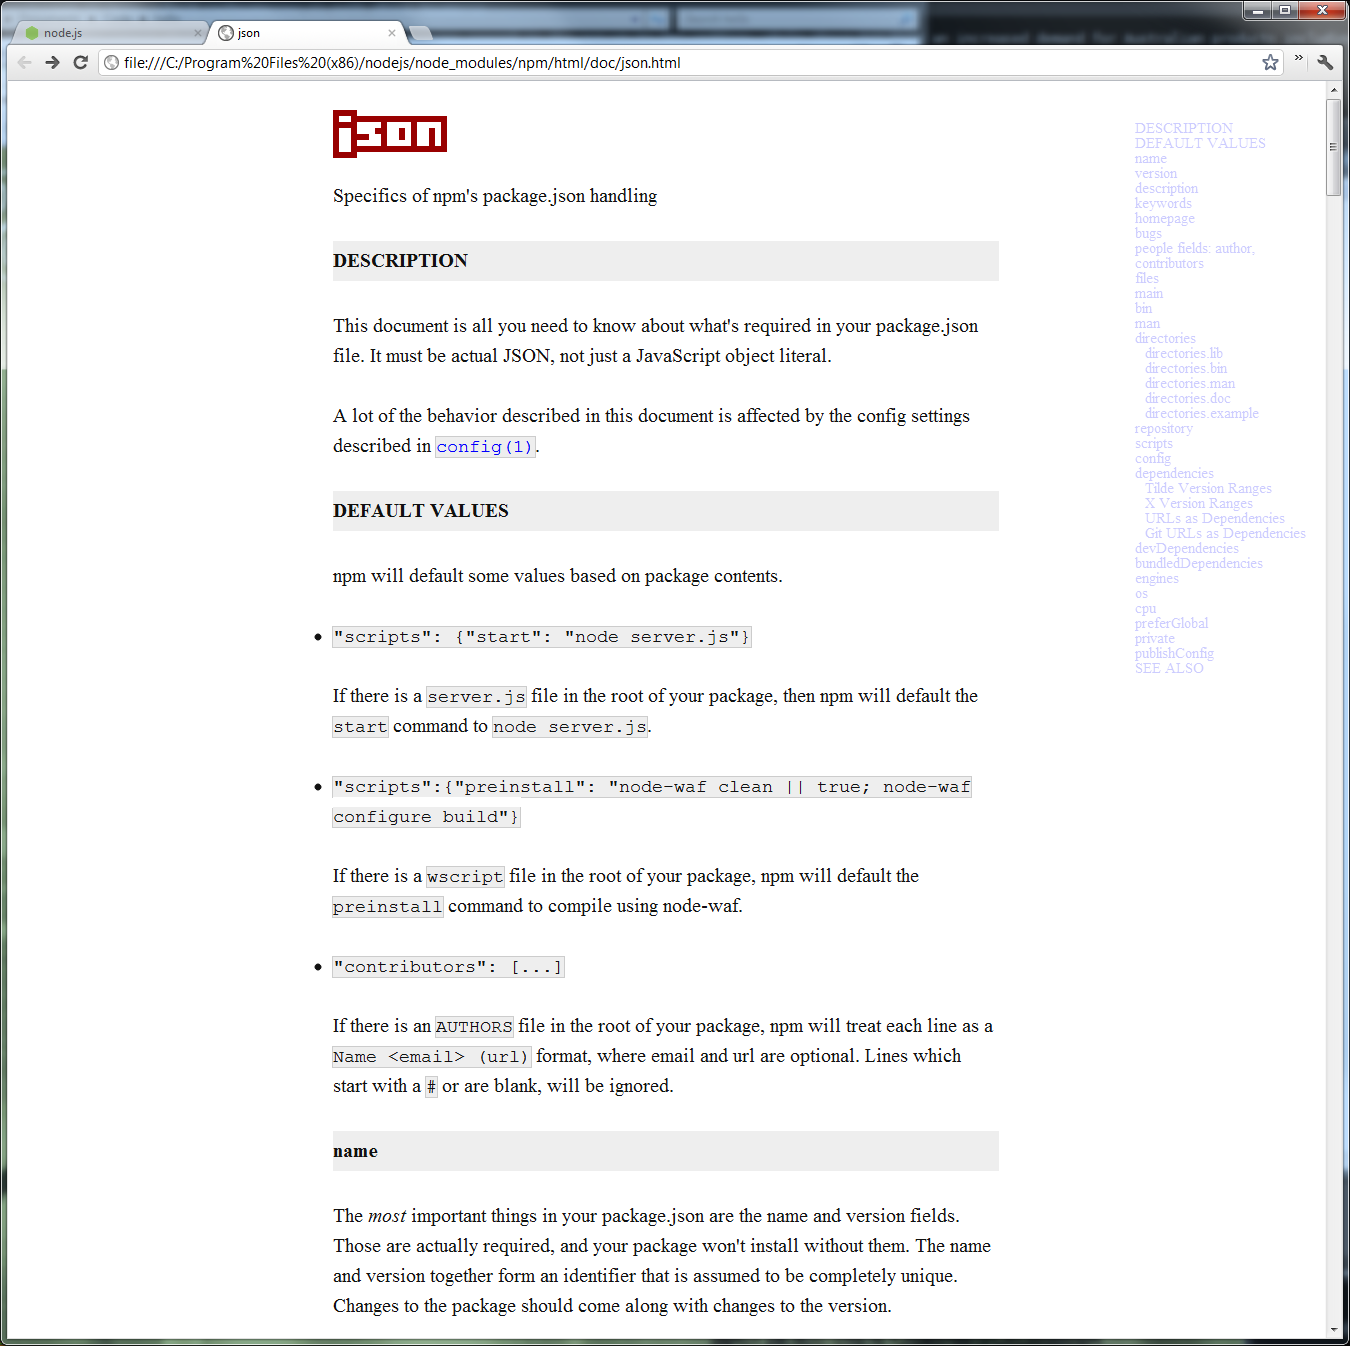 an increased demand for Australian products
node.js
json
file:///C:/Program%20Files%20(x86)/nodejs/node_modules/npm/html/doc/json.html
json
Specifics of npm's package.json handling
DESCRIPTION
This document is all you need to know about what's required in your package.json
file. It must be actual JSON, not just a JavaScript object literal.
A lot of the behavior described in this document is affected by the config settings
described in config(1).
DEFAULT VALUES
npm will default some values based on package contents.
• "scripts": {"start": "node server.js"}
If there is a server.js file in the root of your package, then npm will default the
start command to node server.js.
• "scripts":{"preinstall": "node-waf clean || true; node-waf
configure build"}
If there is a wscript file in the root of your package, npm will default the
preinstall command to compile using node-waf.
• "contributors": [...]
If there is an AUTHORS file in the root of your package, npm will treat each line as a
Name <email> (url) format, where email and url are optional. Lines which
start with a # or are blank, will be ignored.
name
The most important things in your package.json are the name and version fields.
Those are actually required, and your package won't install without them. The name
and version together form an identifier that is assumed to be completely unique.
Changes to the package should come along with changes to the version.
DESCRIPTION
DEFAULT VALUES
name
version
description
keywords
homepage
bugs
people fields: author,
contributors
files
main
bin
man
directories
directories.lib
directories.bin
directories.man
directories.doc
directories.example
repository
scripts
config
dependencies
Tilde Version Ranges
X Version Ranges
URLs as Dependencies
Git URLs as Dependencies
devDependencies
bundledDependencies
engines
os
cpu
preferGlobal
private
publishConfig
SEE ALSO